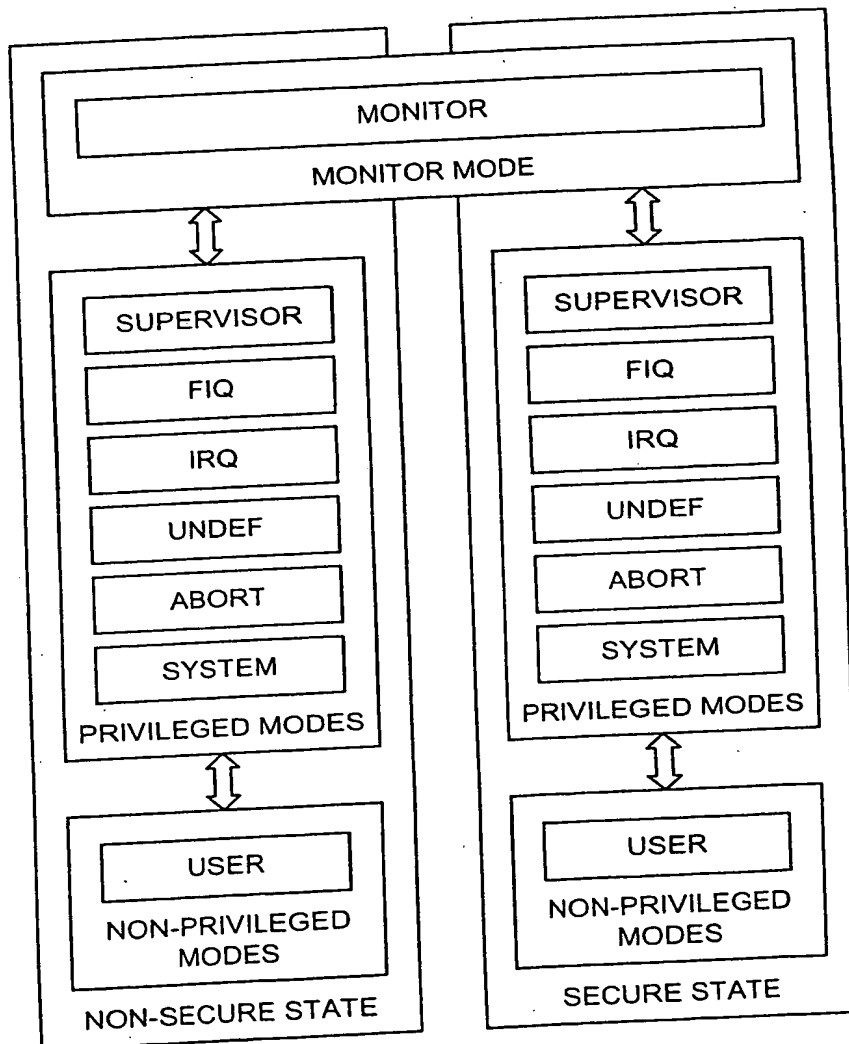 MONITOR
MONITOR MODE
SUPERVISOR
FIQ
IRQ
UNDEF
ABORT
SYSTEM
PRIVILEGED MODES
USER
NON-PRIVILEGED
MODES
NON-SECURE STATE
SUPERVISOR
FIQ
IRQ
UNDEF
ABORT
SYSTEM
PRIVILEGED MODES
USER
NON-PRIVILEGED
MODES
SECURE STATE